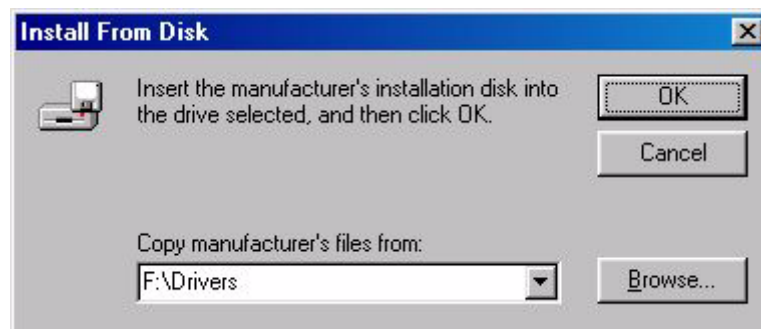 Install From Disk
Insert the manufacturer's installation disk into
the drive selected, and then click OK.
OK
Cancel
Copy manufacturer's files from:
F:\Drivers
Browse...